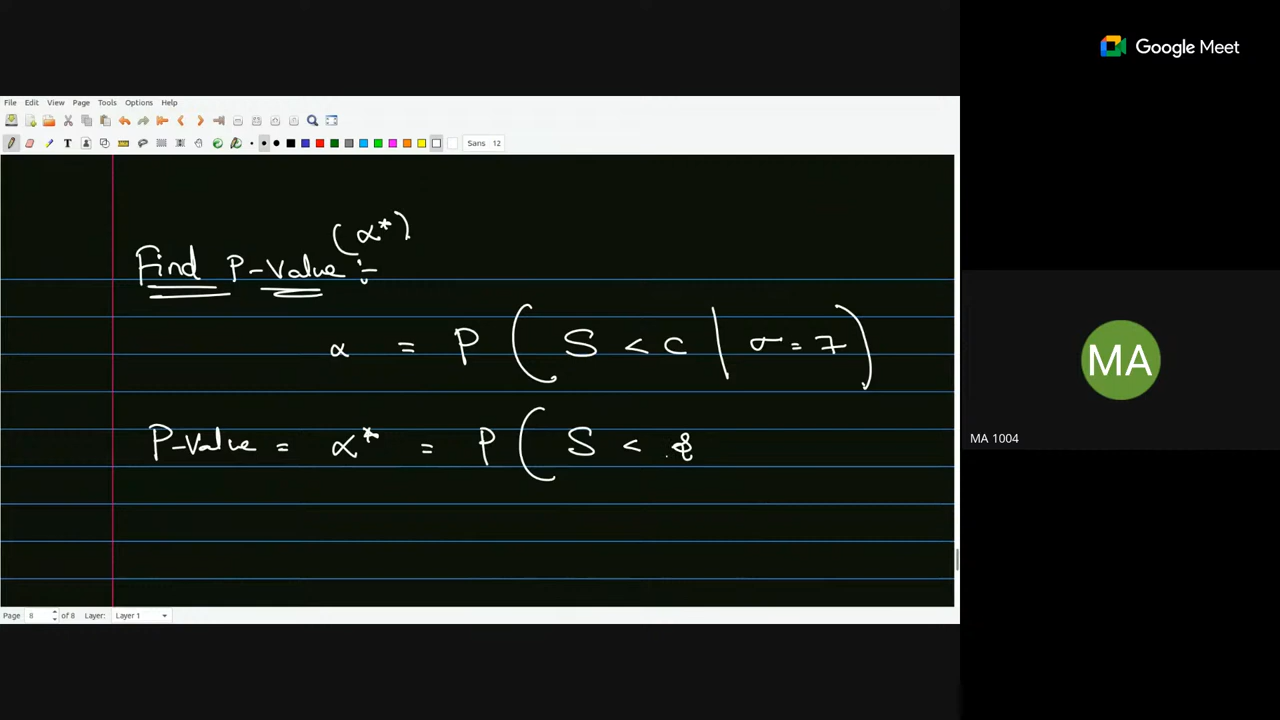 Google Meet
File Edit View Page Tools Options Help
Sans 12
(α*)
Find P-Value :-
α = P ( S < c | σ = 7 )
P-Value = α* = P ( S <
MA
MA 1004
Page 8 of 8 Layer: Layer 1